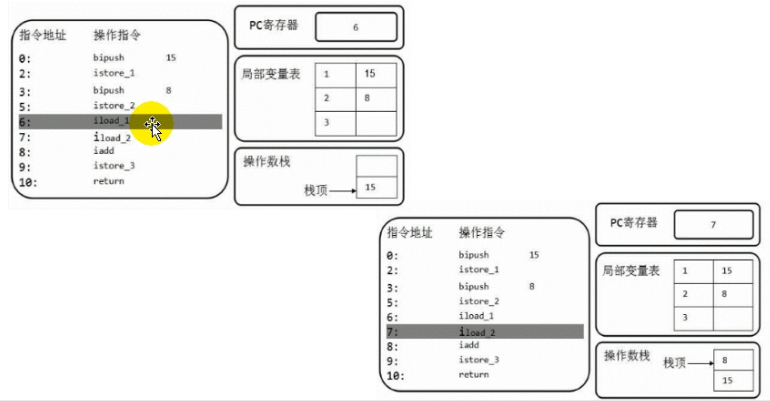 指令地址 操作指令
0: bipush 15
2: istore_1
3: bipush 8
5: istore_2
6: iload_1
7: iload_2
8: iadd
9: istore_3
10: return
PC寄存器 6
局部变量表 1 15
2 8
3
操作数栈
栈顶 15
指令地址 操作指令
0: bipush 15
2: istore_1
3: bipush 8
5: istore_2
6: iload_1
7: iload_2
8: iadd
9: istore_3
10: return
PC寄存器 7
局部变量表 1 15
2 8
3
操作数栈 栈顶 8
15